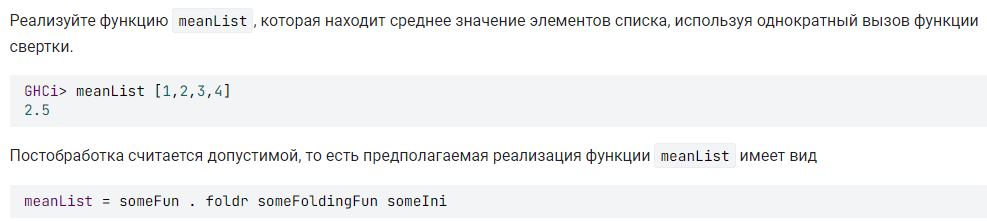 Реализуйте функцию meanList, которая находит среднее значение элементов списка, используя однократный вызов функции
свертки.
GHCi> meanList [1,2,3,4]
2.5
Постобработка считается допустимой, то есть предполагаемая реализация функции meanList имеет вид
meanList = someFun . foldr someFoldingFun someIni